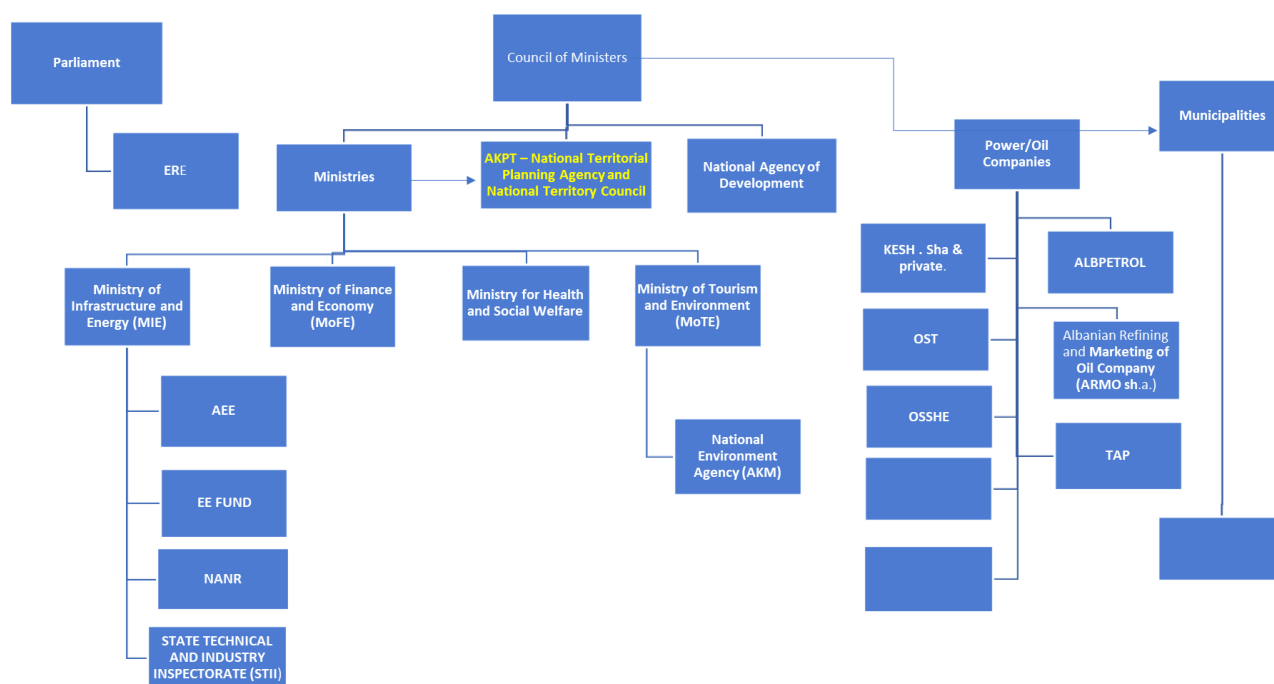 Parliament
ERE
Council of Ministers
Ministries
AKPT – National Territorial
Planning Agency and
National Territory Council
National Agency of
Development
Ministry of
Infrastructure and
Energy (MIE)
Ministry of Finance
and Economy
(MoFE)
Ministry for Health
and Social Welfare
Ministry of Tourism
and Environment
(MoTE)
AEE
EE FUND
NANR
STATE TECHNICAL
AND INDUSTRY
INSPECTORATE (STII)
National
Environment
Agency (AKM)
Power/Oil
Companies
KESH . Sha &
private.
OST
OSSHE
ALBPETROL
Albanian Refining
and Marketing of
Oil Company
(ARMO sh.a.)
TAP
Municipalities